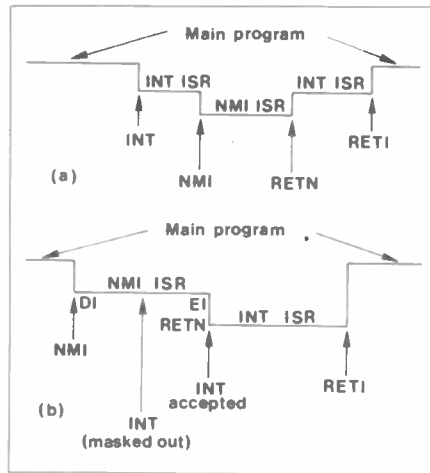 Main program
INT ISR INT ISR
NMI ISR
INT
RETI
(a)
NMI RETN
Main program
NMI ISR
DI EI
RETN INT ISR
NMI
INT
accepted
RETI
INT
(b) (masked out)